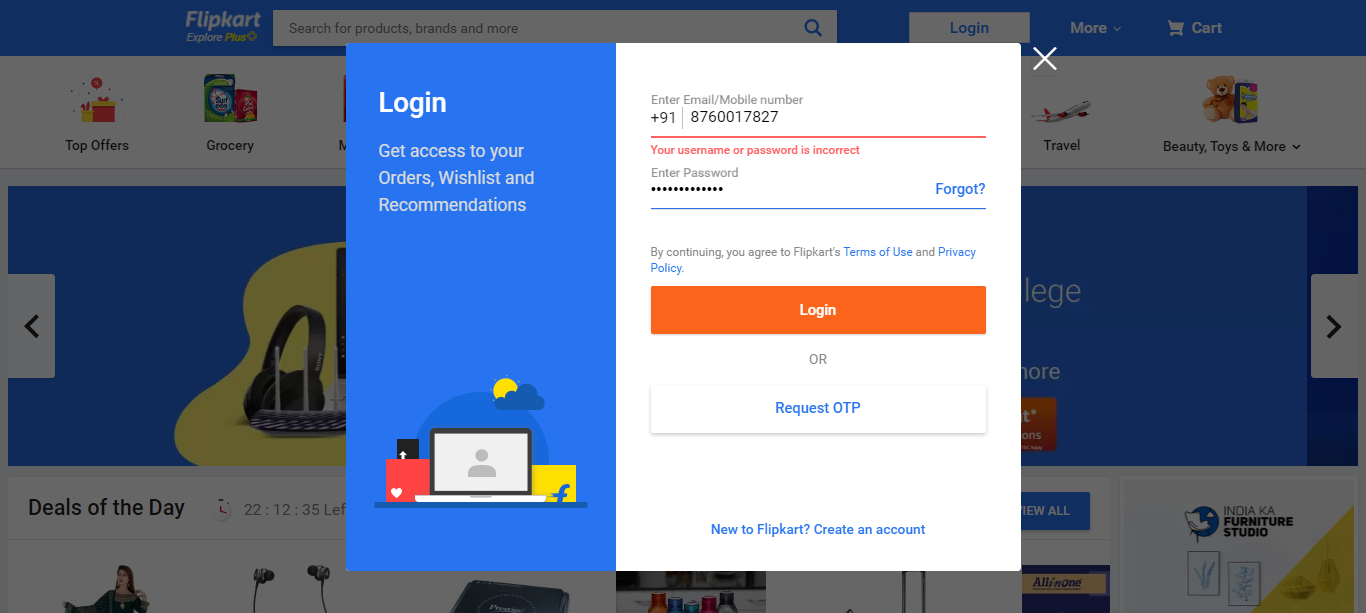 Flipkart
Explore Plus
Search for products, brands and more
Login
More
Cart
Top Offers
Grocery
M
Travel
Beauty, Toys & More
Login
Get access to your
Orders, Wishlist and
Recommendations
Enter Email/Mobile number
+91 8760017827
Your username or password is incorrect
Enter Password
•••••••••••••
Forgot?
By continuing, you agree to Flipkart's Terms of Use and Privacy
Policy.
Login
OR
Request OTP
New to Flipkart? Create an account
SONY
llege
nore
Deals of the Day
22 : 12 : 35 Lef
VIEW ALL
INDIA KA
FURNITURE
STUDIO
Prestige
All in One